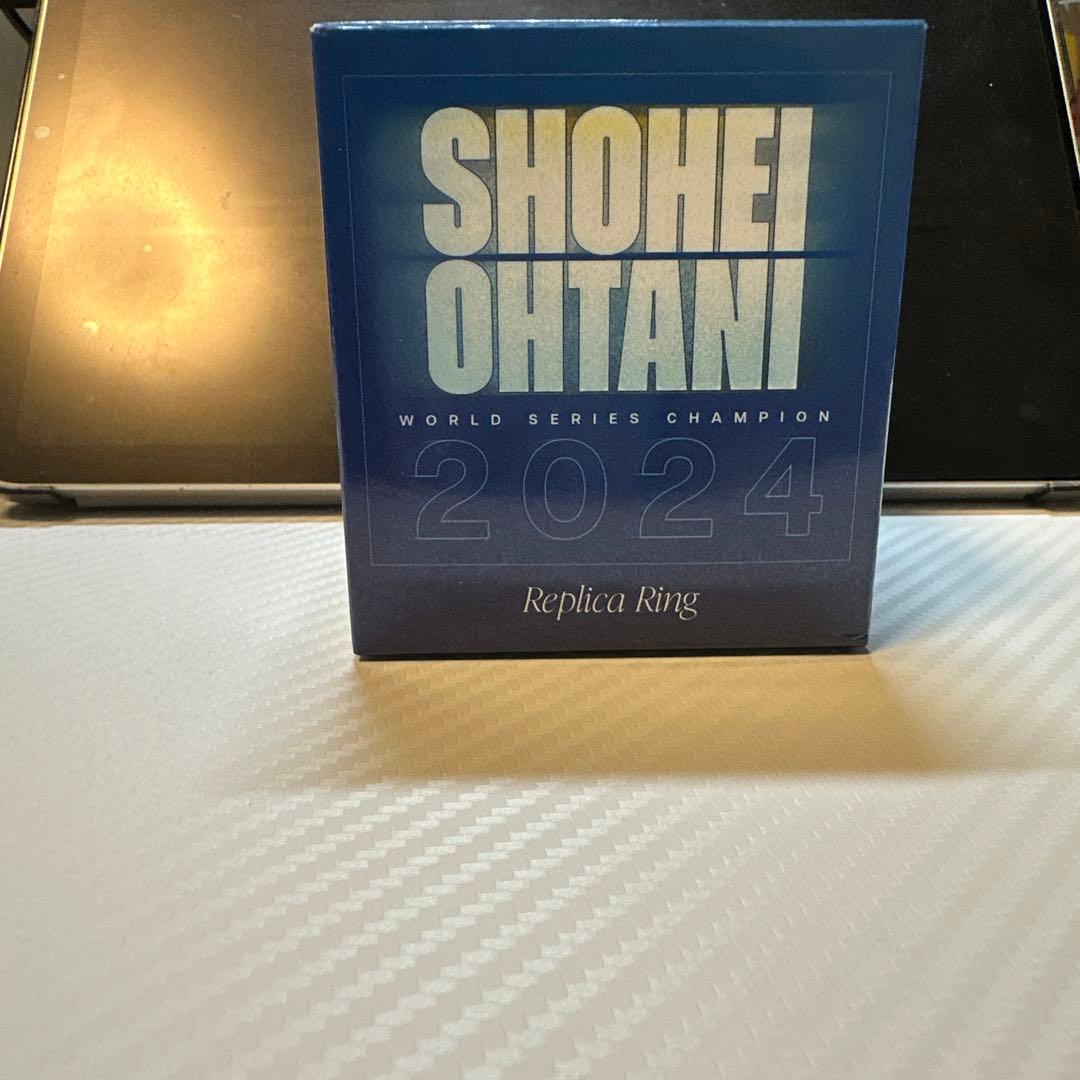 SHOHEI
OHTANI
WORLD SERIES CHAMPION
2024
Replica Ring